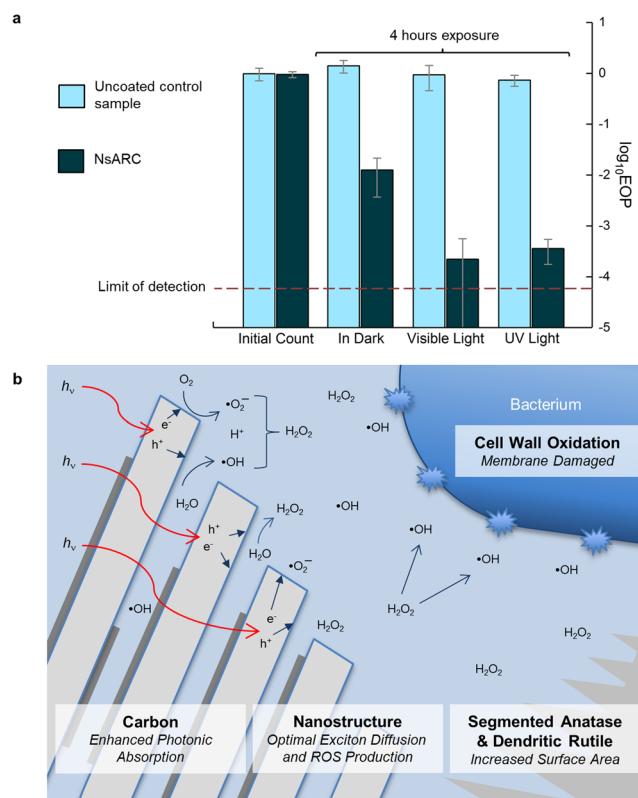 a
4 hours exposure
Uncoated control
sample
NsARC
Limit of detection
1
0
-1
-2
-3
-4
-5
log₁₀EOP
Initial Count
In Dark
Visible Light
UV Light
b
hᵥ
O₂
•O₂⁻
e⁻
H⁺
H₂O₂
h⁺
•OH
H₂O
hᵥ
h⁺
H₂O₂
e⁻
H₂O
hᵥ
•O₂⁻
•OH
e⁻
h⁺
H₂O₂
H₂O₂
•OH
•OH
•OH
•OH
•OH
H₂O₂
H₂O₂
H₂O₂
Bacterium
Cell Wall Oxidation
Membrane Damaged
Carbon
Enhanced Photonic
Absorption
Nanostructure
Optimal Exciton Diffusion
and ROS Production
Segmented Anatase
& Dendritic Rutile
Increased Surface Area